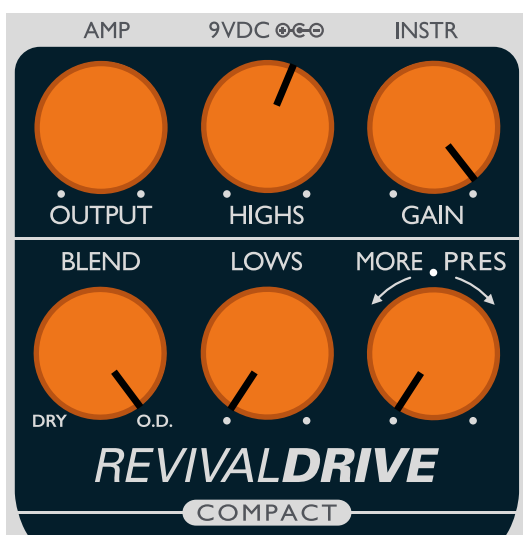 AMP 9VDC INSTR
OUTPUT HIGHS GAIN
BLEND LOWS MORE PRES
DRY O.D.
REVIVALDRIVE
COMPACT